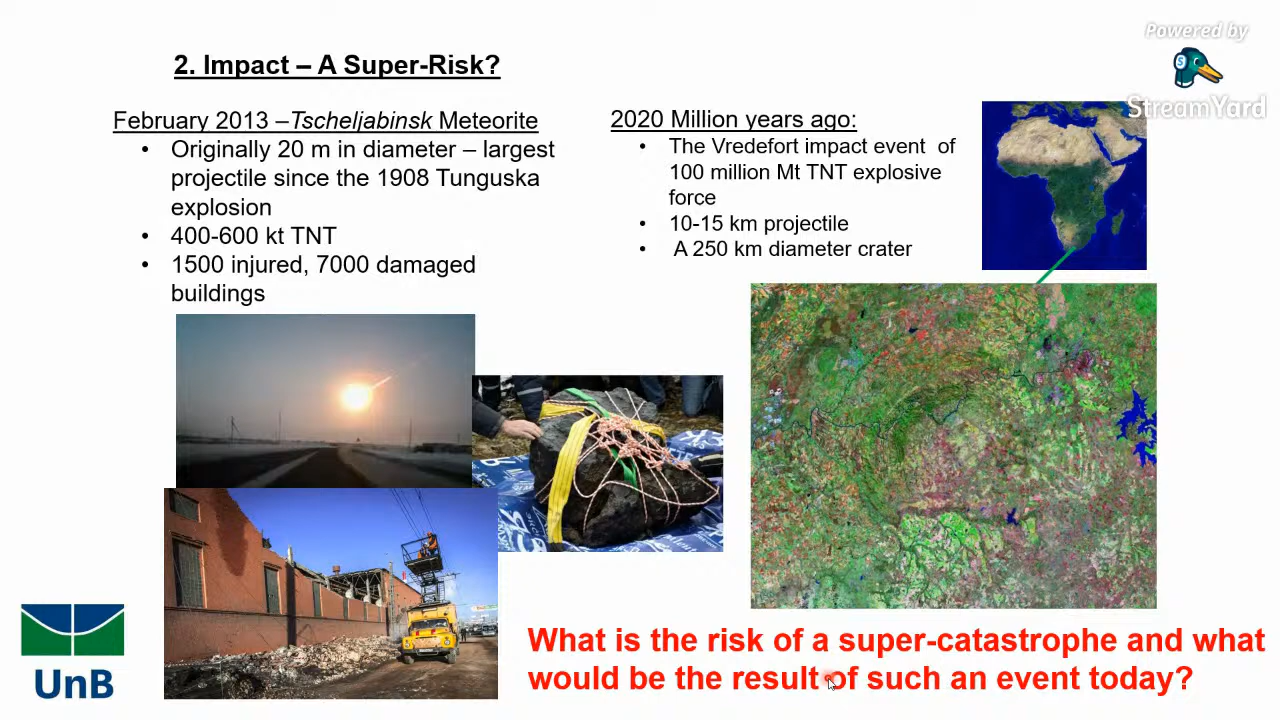 Powered by
StreamYard
2. Impact – A Super-Risk?
February 2013 –Tscheljabinsk Meteorite
• Originally 20 m in diameter – largest
projectile since the 1908 Tunguska
explosion
• 400-600 kt TNT
• 1500 injured, 7000 damaged
buildings
2020 Million years ago:
• The Vredefort impact event of
100 million Mt TNT explosive
force
• 10-15 km projectile
• A 250 km diameter crater
What is the risk of a super-catastrophe and what
would be the result of such an event today?
UnB